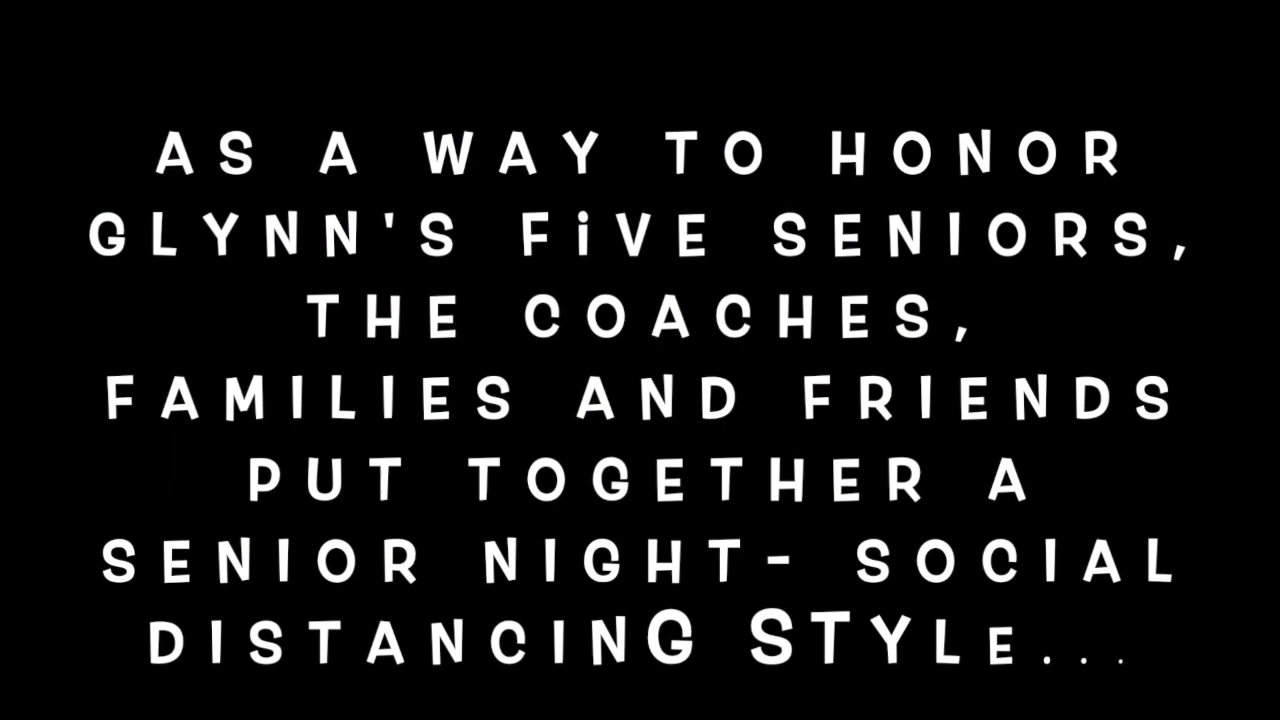 AS A WAY TO HONOR
GLYNN'S FiVE SENIORS,
THE COACHES,
FAMILIES AND FRIENDS
PUT TOGETHER A
SENIOR NIGHT- SOCIAL
DISTANCING STYLE...